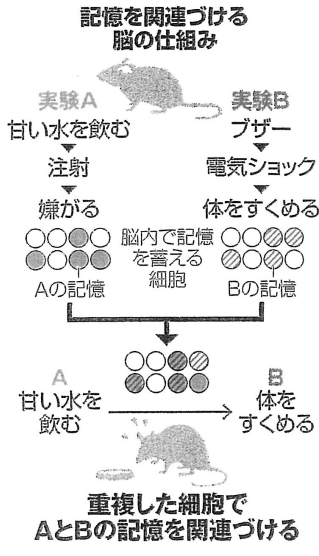 記憶を関連づける
脳の仕組み
実験A
甘い水を飲む
注射
嫌がる
実験B
ブザー
電気ショック
体をすくめる
脳内で記憶
を蓄える
細胞
Aの記憶
Bの記憶
A
甘い水を
飲む
B
体を
すくめる
重複した細胞で
AとBの記憶を関連づける